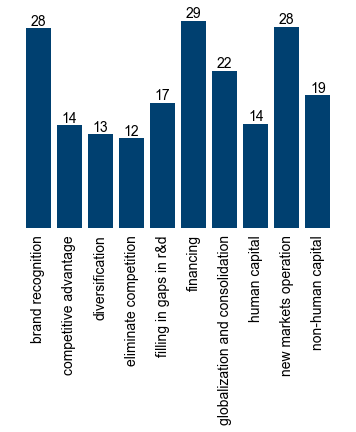 28
14
13
12
17
29
22
14
28
19
brand recognition
competitive advantage
diversification
eliminate competition
filling in gaps in r&d
financing
globalization and consolidation
human capital
new markets operation
non-human capital